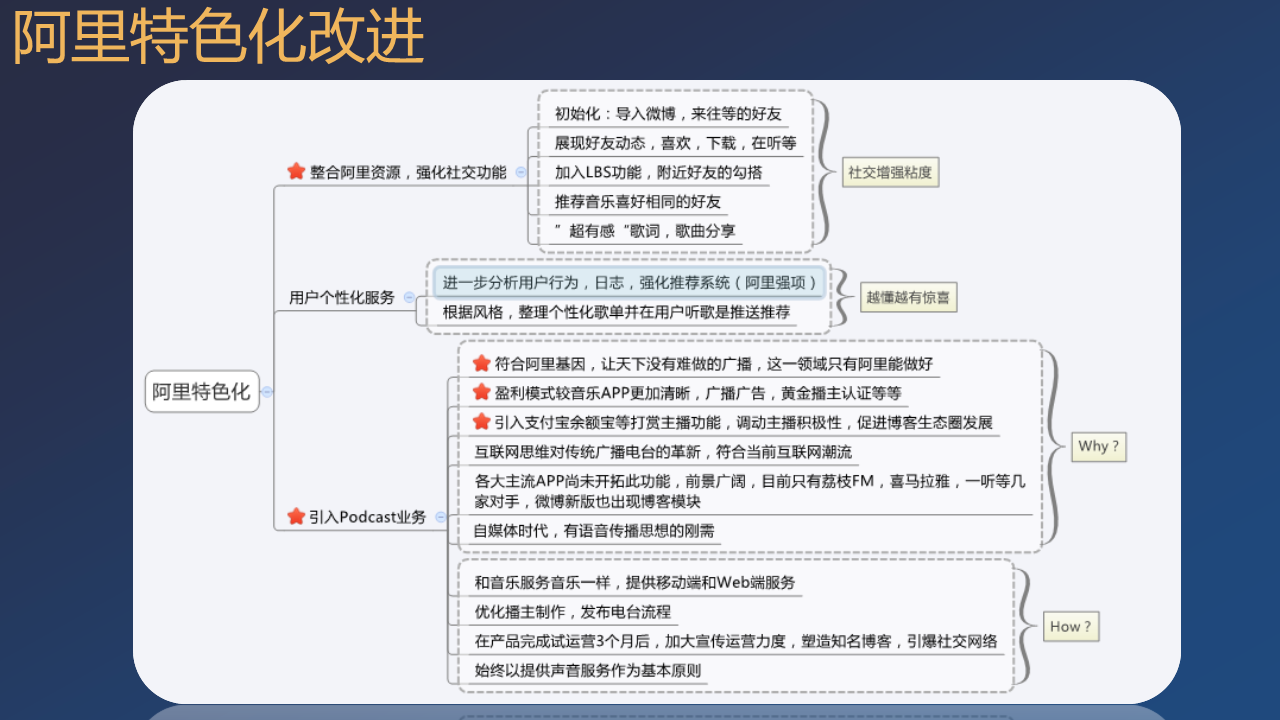 阿里特色化改进
阿里特色化
整合阿里资源，强化社交功能
初始化：导入微博，来往等的好友
展现好友动态，喜欢，下载，在听等
加入LBS功能，附近好友的勾搭
推荐音乐喜好相同的好友
”超有感“歌词，歌曲分享
社交增强粘度
用户个性化服务
进一步分析用户行为，日志，强化推荐系统（阿里强项）
根据风格，整理个性化歌单并在用户听歌是推送推荐
越懂越有惊喜
引入Podcast业务
符合阿里基因，让天下没有难做的广播，这一领域只有阿里能做好
盈利模式较音乐APP更加清晰，广播广告，黄金播主认证等等
引入支付宝余额宝等打赏主播功能，调动主播积极性，促进博客生态圈发展
互联网思维对传统广播电台的革新，符合当前互联网潮流
各大主流APP尚未开拓此功能，前景广阔，目前只有荔枝FM，喜马拉雅，一听等几
家对手，微博新版也出现博客模块
自媒体时代，有语音传播思想的刚需
Why？
和音乐服务音乐一样，提供移动端和Web端服务
优化播主制作，发布电台流程
在产品完成试运营3个月后，加大宣传运营力度，塑造知名博客，引爆社交网络
始终以提供声音服务作为基本原则
How？